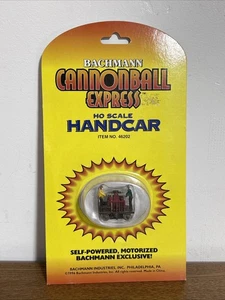 BACHMANN
CANNONBALL
EXPRESS
HO SCALE
HANDCAR
ITEM NO. 46202
SELF-POWERED, MOTORIZED
BACHMANN EXCLUSIVE!
BACHMANN INDUSTRIES, INC. PHILADELPHIA, PA